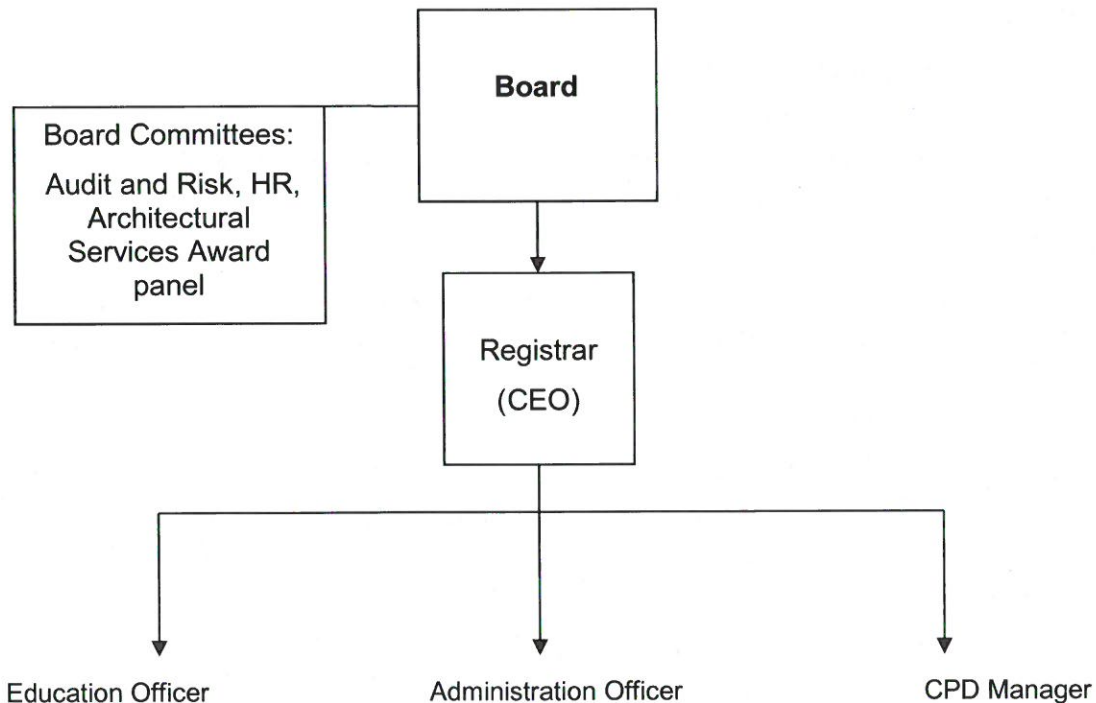 Board
Board Committees:
Audit and Risk, HR,
Architectural
Services Award
panel
Registrar
(CEO)
Education Officer
Administration Officer
CPD Manager